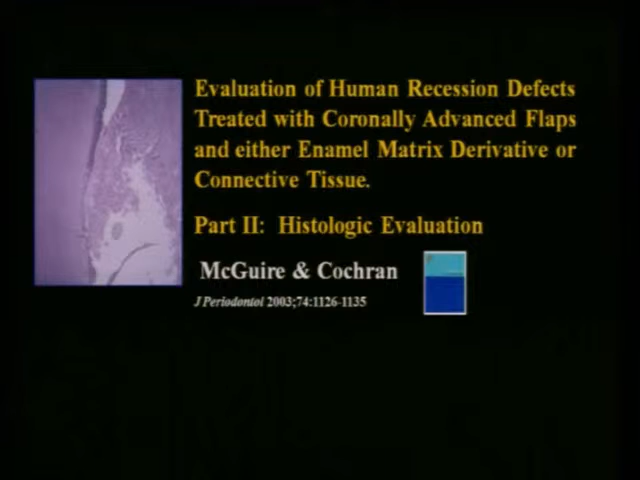 Evaluation of Human Recession Defects
Treated with Coronally Advanced Flaps
and either Enamel Matrix Derivative or
Connective Tissue.
Part II: Histologic Evaluation
McGuire & Cochran
J Periodontol 2003;74:1126-1135